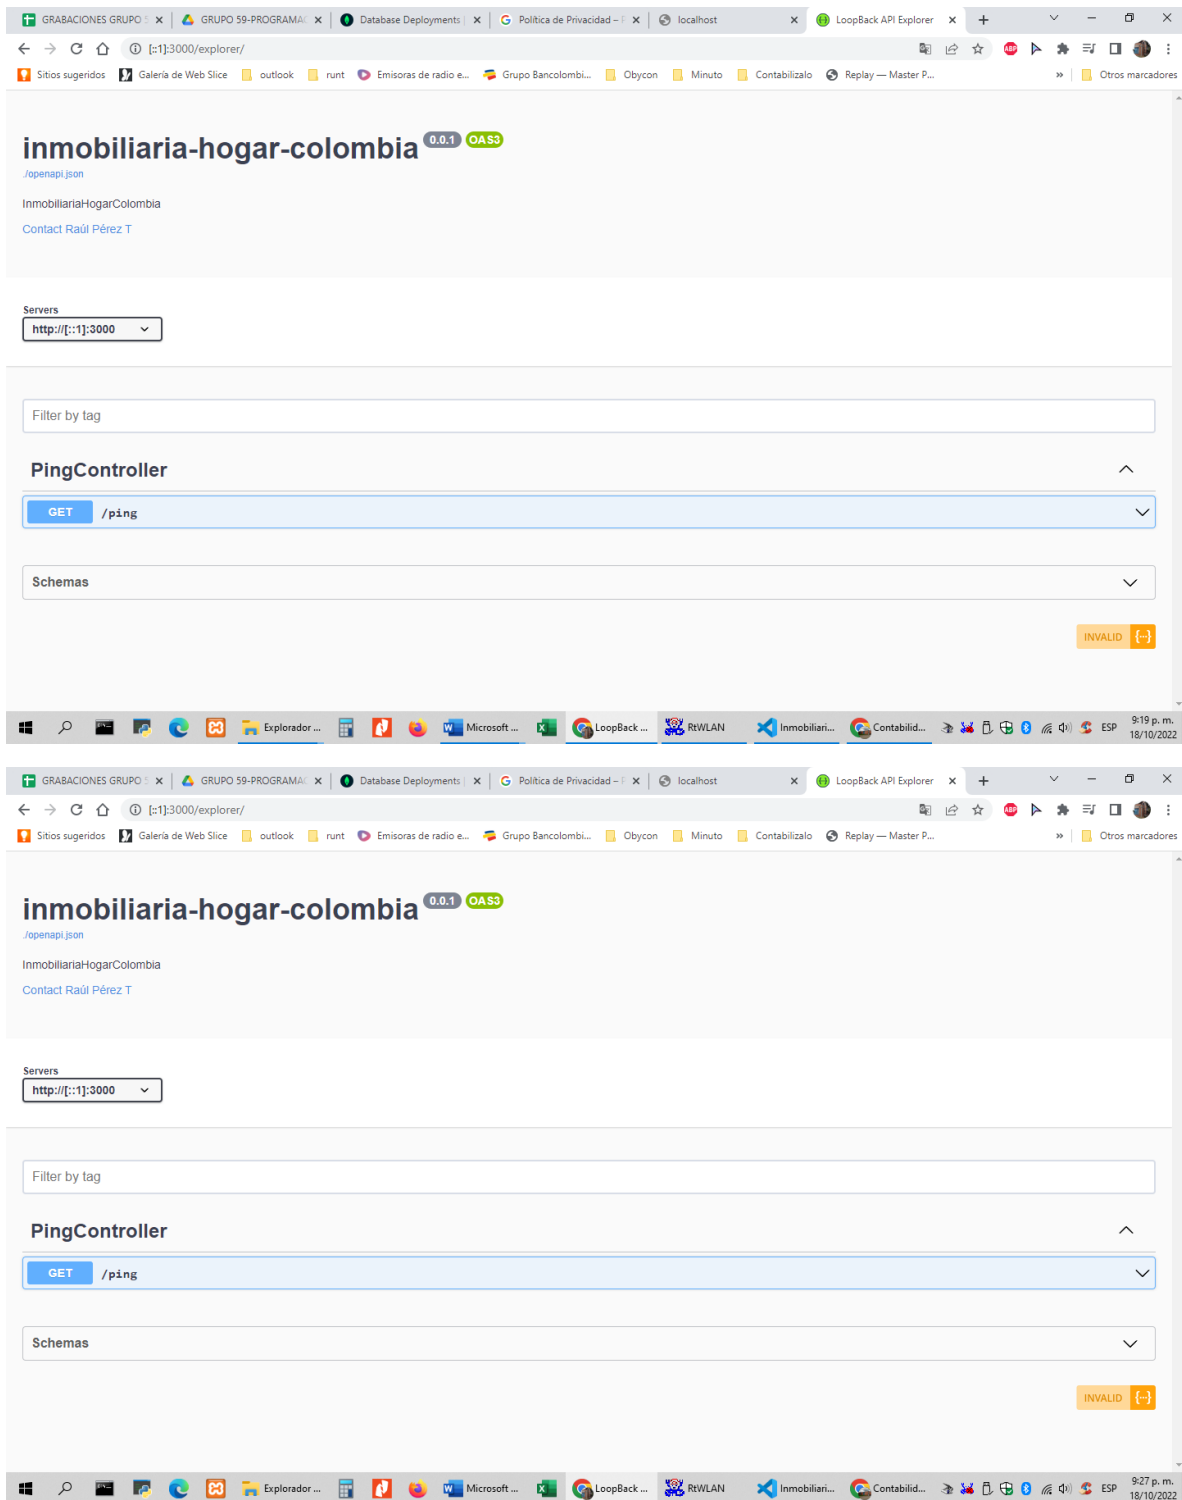 GRABACIONES GRUPO 5 GRUPO 59-PROGRAMAC Database Deployments | Política de Privacidad – F localhost LoopBack API Explorer
[::1]:3000/explorer/
Sitios sugeridos Galería de Web Slice outlook runt Emisoras de radio e... Grupo Bancolombi... Obycon Minuto Contabilizalo Replay — Master P... » Otros marcadores
inmobiliaria-hogar-colombia 0.0.1 OAS3
./openapi.json
InmobiliariaHogarColombia
Contact Raúl Pérez T
Servers
http://[::1]:3000
Filter by tag
PingController
GET /ping
Schemas
INVALID {...}
Explorador ... Microsoft ... LoopBack ... RtWLAN Inmobiliari... Contabilid... ESP 9:19 p. m.
18/10/2022
GRABACIONES GRUPO 5 GRUPO 59-PROGRAMAC Database Deployments | Política de Privacidad – F localhost LoopBack API Explorer
[::1]:3000/explorer/
Sitios sugeridos Galería de Web Slice outlook runt Emisoras de radio e... Grupo Bancolombi... Obycon Minuto Contabilizalo Replay — Master P... » Otros marcadores
inmobiliaria-hogar-colombia 0.0.1 OAS3
./openapi.json
InmobiliariaHogarColombia
Contact Raúl Pérez T
Servers
http://[::1]:3000
Filter by tag
PingController
GET /ping
Schemas
INVALID {...}
Explorador ... Microsoft ... LoopBack ... RtWLAN Inmobiliari... Contabilid... ESP 9:27 p. m.
18/10/2022